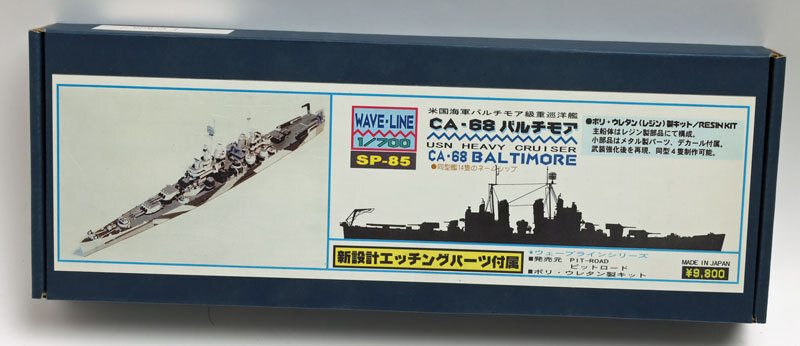 WAVE・LINE
1/700
SP-85
米国海軍バルチモア級重巡洋艦
CA・68 バルチモア
USN HEAVY CRUISER
CA・68 BALTIMORE
●同型艦14隻のネームシップ
●ポリ・ウレタン(レジン)製キット/RESIN KIT
主船体はレジン製部品にて構成。
小部品はメタル製パーツ、デカール付属。
武装強化後を再現、同型4隻制作可能。
新設計エッチングパーツ付属
●ウェーブラインシリーズ
■発売元 PIT-ROAD
ピットロード
■ポリ・ウレタン製キット
MADE IN JAPAN
¥9,800